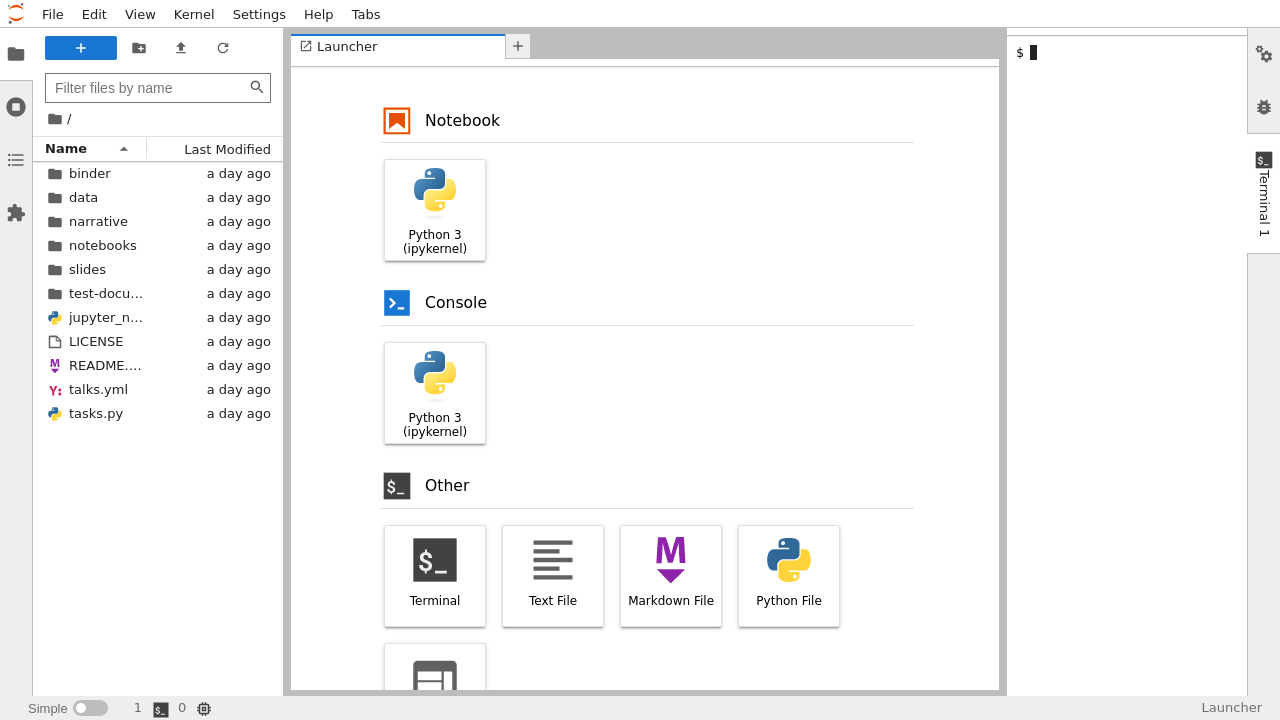 File Edit View Kernel Settings Help Tabs
Launcher
$
/
Name Last Modified
binder a day ago
data a day ago
narrative a day ago
notebooks a day ago
slides a day ago
test-docu... a day ago
jupyter_n... a day ago
LICENSE a day ago
README.... a day ago
talks.yml a day ago
tasks.py a day ago
Filter files by name
Notebook
Python 3
(ipykernel)
Console
Python 3
(ipykernel)
Other
Terminal
Text File
Markdown File
Python File
Terminal 1
Simple 1 0 Launcher